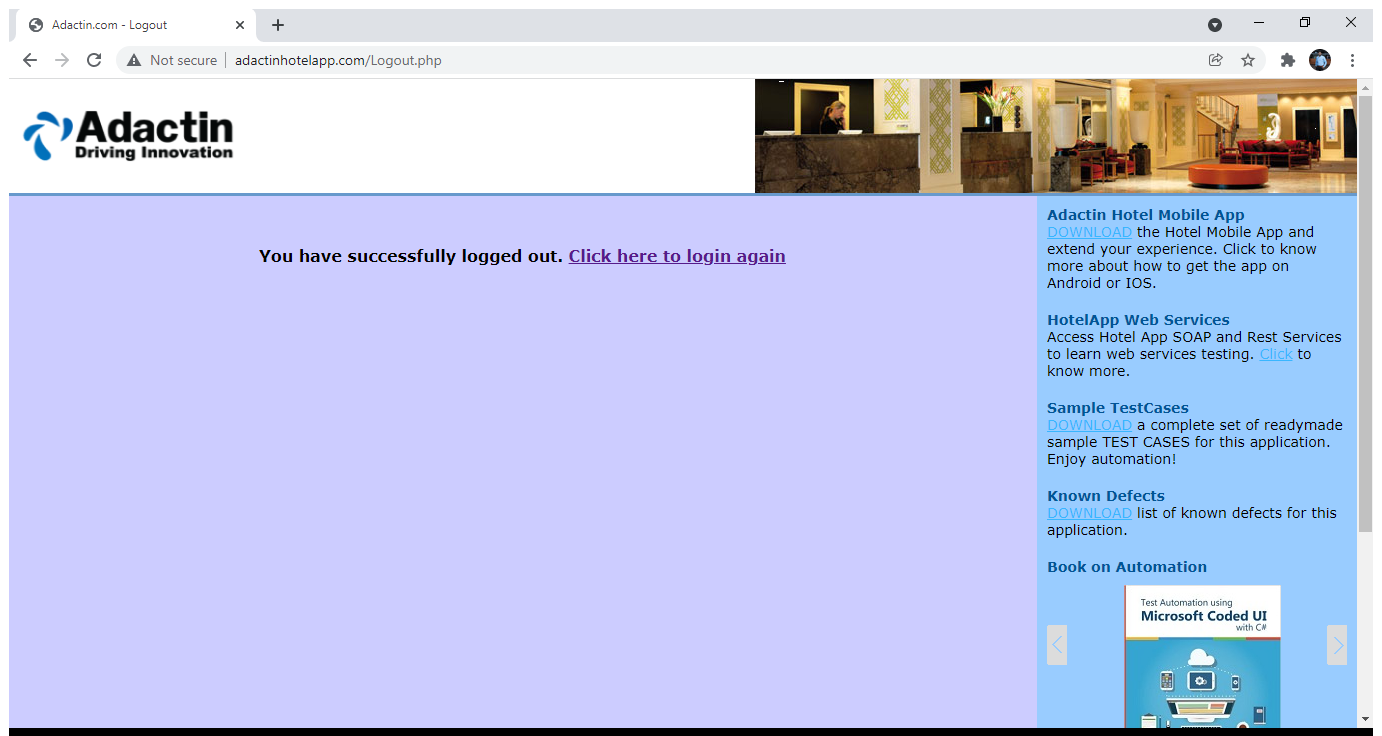 Adactin.com - Logout
Not secure
adactinhotelapp.com/Logout.php
Adactin
Driving Innovation
You have successfully logged out. Click here to login again
Adactin Hotel Mobile App
DOWNLOAD the Hotel Mobile App and
extend your experience. Click to know
more about how to get the app on
Android or IOS.
HotelApp Web Services
Access Hotel App SOAP and Rest Services
to learn web services testing. Click to
know more.
Sample TestCases
DOWNLOAD a complete set of readymade
sample TEST CASES for this application.
Enjoy automation!
Known Defects
DOWNLOAD list of known defects for this
application.
Book on Automation
Test Automation using
Microsoft Coded UI
with C#